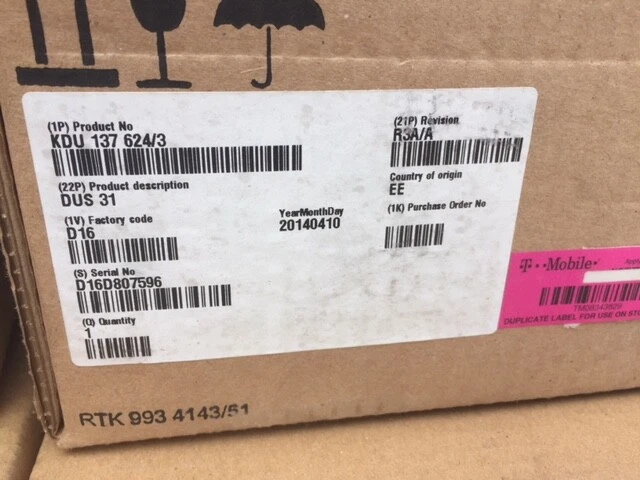 (1P) Product No
KDU 137 624/3
(21P) Revision
R3A/A
(22P) Product description
DUS 31
Country of origin
EE
(1V) Factory code
D16
YearMonthDay
20140410
(1K) Purchase Order No
(S) Serial No
D16D807596
(Q) Quantity
1
T··Mobile·
DUPLICATE LABEL FOR USE ON
RTK 993 4143/51